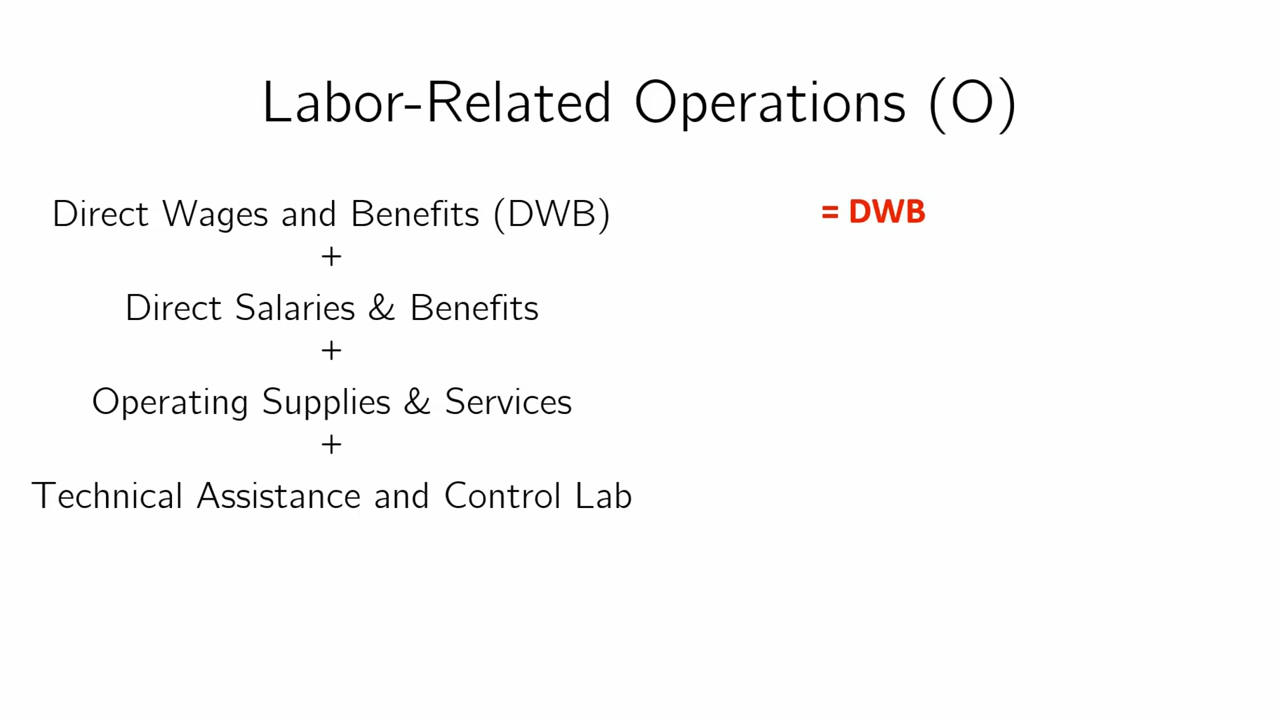 Labor-Related Operations (O)
Direct Wages and Benefits (DWB)
= DWB
+
Direct Salaries & Benefits
+
Operating Supplies & Services
+
Technical Assistance and Control Lab